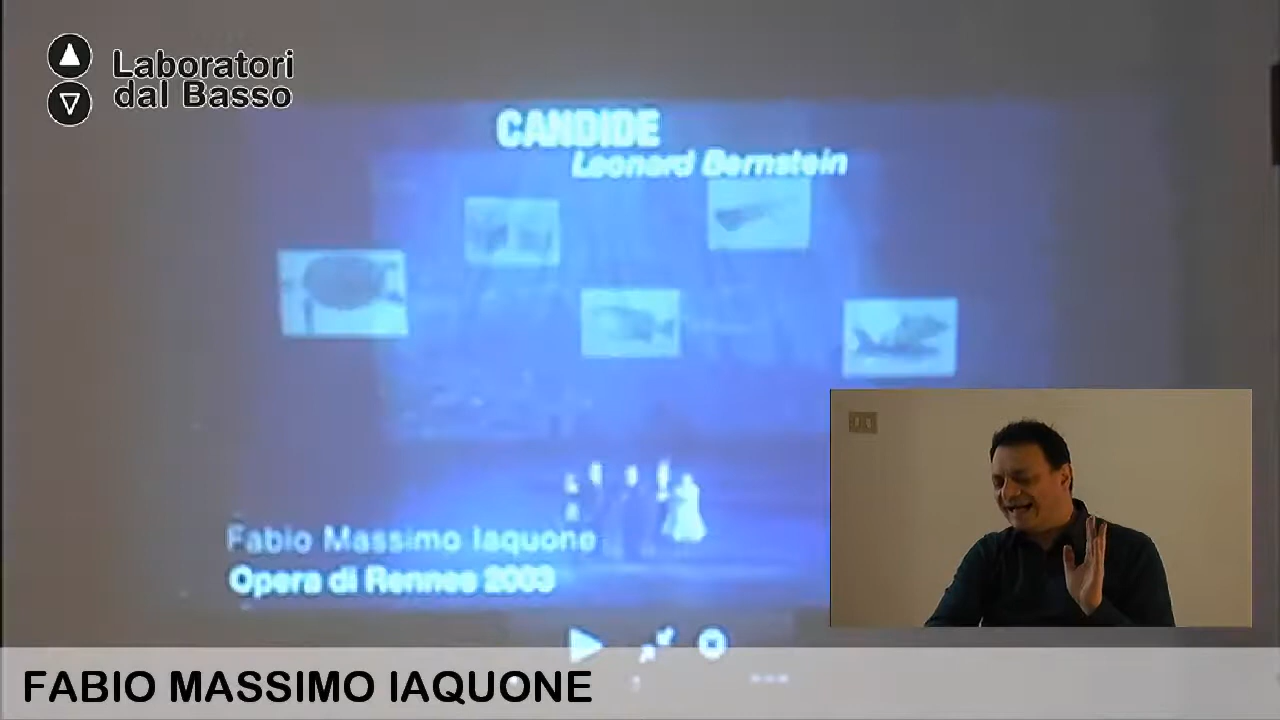 Laboratori
dal Basso
CANDIDE
Leonard Bernstein
Fabio Massimo Iaquone
Opera di Rennes 2003
FABIO MASSIMO IAQUONE